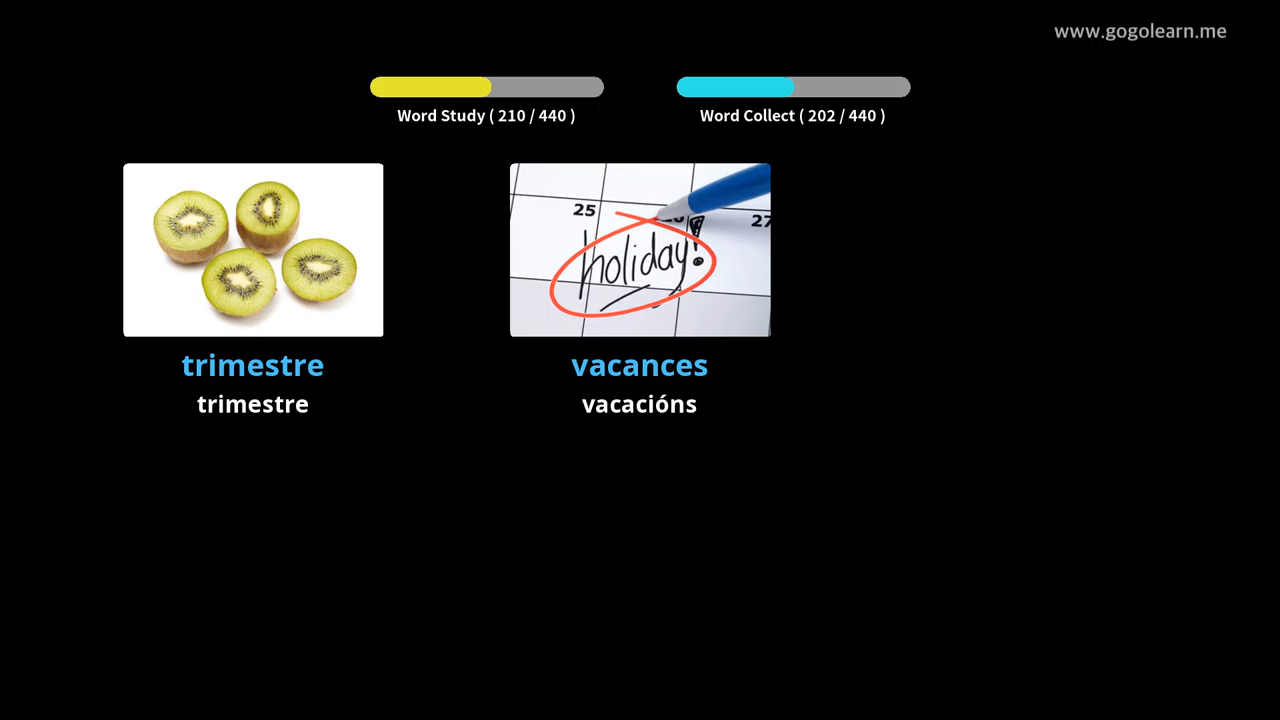 www.gogolearn.me
Word Study ( 210 / 440 )
Word Collect ( 202 / 440 )
25
27
holiday!
trimestre
vacances
trimestre
vacacións